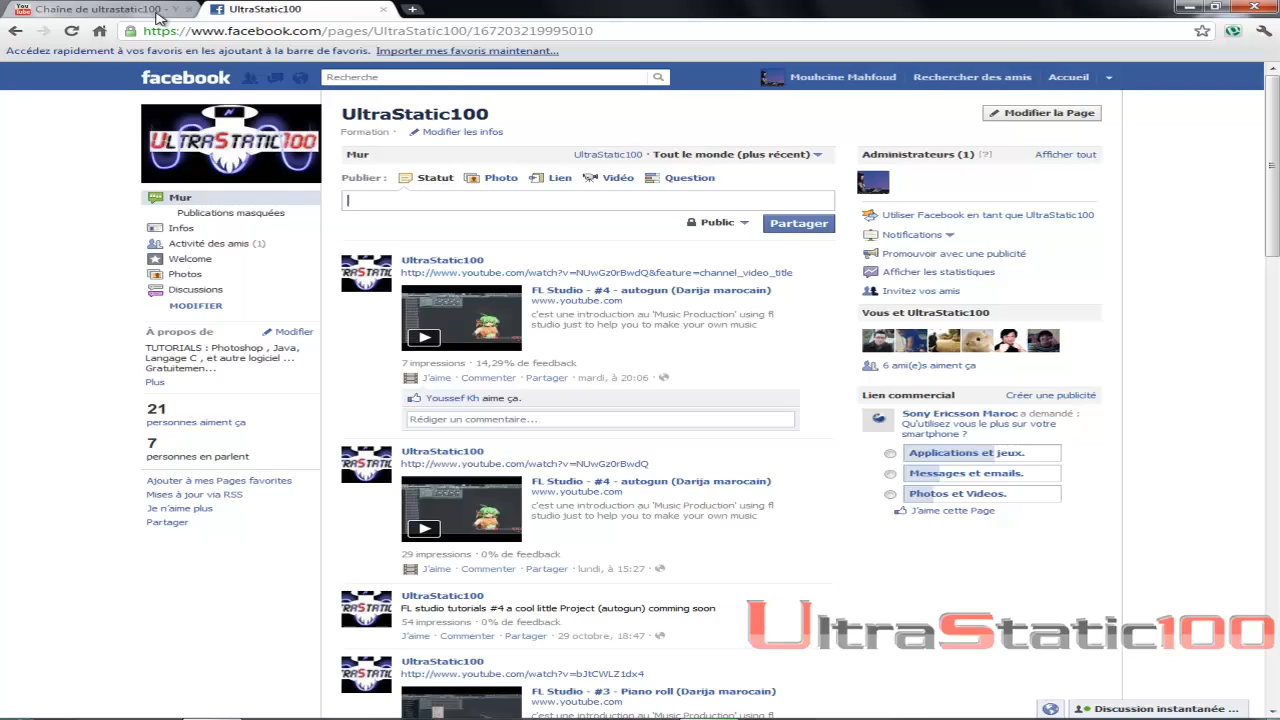 You Tube Chaîne de ultrastatic100 - Y
UltraStatic100
https://www.facebook.com/pages/UltraStatic100/167203219995010
Accédez rapidement à vos favoris en les ajoutant à la barre de favoris. Importer mes favoris maintenant...
facebook
Recherche
Mouhcine Mahfoud
Rechercher des amis
Accueil
ULTRASTATIC100
Mur
Publications masquées
Infos
Activité des amis (1)
Welcome
Photos
Discussions
MODIFIER
À propos de
Modifier
TUTORIALS : Photoshop , Java,
Langage C , et autre logiciel ...
Gratuitemen...
Plus
21
personnes aiment ça
7
personnes en parlent
Ajouter à mes Pages favorites
Mises à jour via RSS
Je n'aime plus
Partager
UltraStatic100
Formation · Modifier les infos
Modifier la Page
Mur
UltraStatic100 · Tout le monde (plus récent)
Publier : Statut Photo Lien Vidéo Question
Public
Partager
UltraStatic100
http://www.youtube.com/watch?v=NUwGz0rBwdQ&feature=channel_video_title
FL Studio - #4 - autogun (Darija marocain)
www.youtube.com
c'est une introduction au 'Music Production' using fl
studio just to help you to make your own music
7 impressions · 14,29% de feedback
J'aime · Commenter · Partager · mardi, à 20:06 ·
Youssef Kh aime ça.
Rédiger un commentaire...
UltraStatic100
http://www.youtube.com/watch?v=NUwGz0rBwdQ
FL Studio - #4 - autogun (Darija marocain)
www.youtube.com
c'est une introduction au 'Music Production' using fl
studio just to help you to make your own music
29 impressions · 0% de feedback
J'aime · Commenter · Partager · lundi, à 15:27 ·
UltraStatic100
FL studio tutorials #4 a cool little Project (autogun) comming soon
54 impressions · 0% de feedback
J'aime · Commenter · Partager · 29 octobre, 18:47 ·
UltraStatic100
http://www.youtube.com/watch?v=bJtCWLZ1dx4
FL Studio - #3 - Piano roll (Darija marocain)
www.youtube.com
c'est une introduction au 'Music Production' using fl
Administrateurs (1) [?]
Afficher tout
Utiliser Facebook en tant que UltraStatic100
Notifications
Promouvoir avec une publicité
Afficher les statistiques
Invitez vos amis
Vous et UltraStatic100
6 ami(e)s aiment ça
Lien commercial
Créer une publicité
Sony Ericsson Maroc a demandé :
Qu'utilisez vous le plus sur votre
smartphone ?
Applications et jeux.
Messages et emails.
Photos et Videos.
J'aime cette Page
UltraStatic100
Discussion instantanée ...